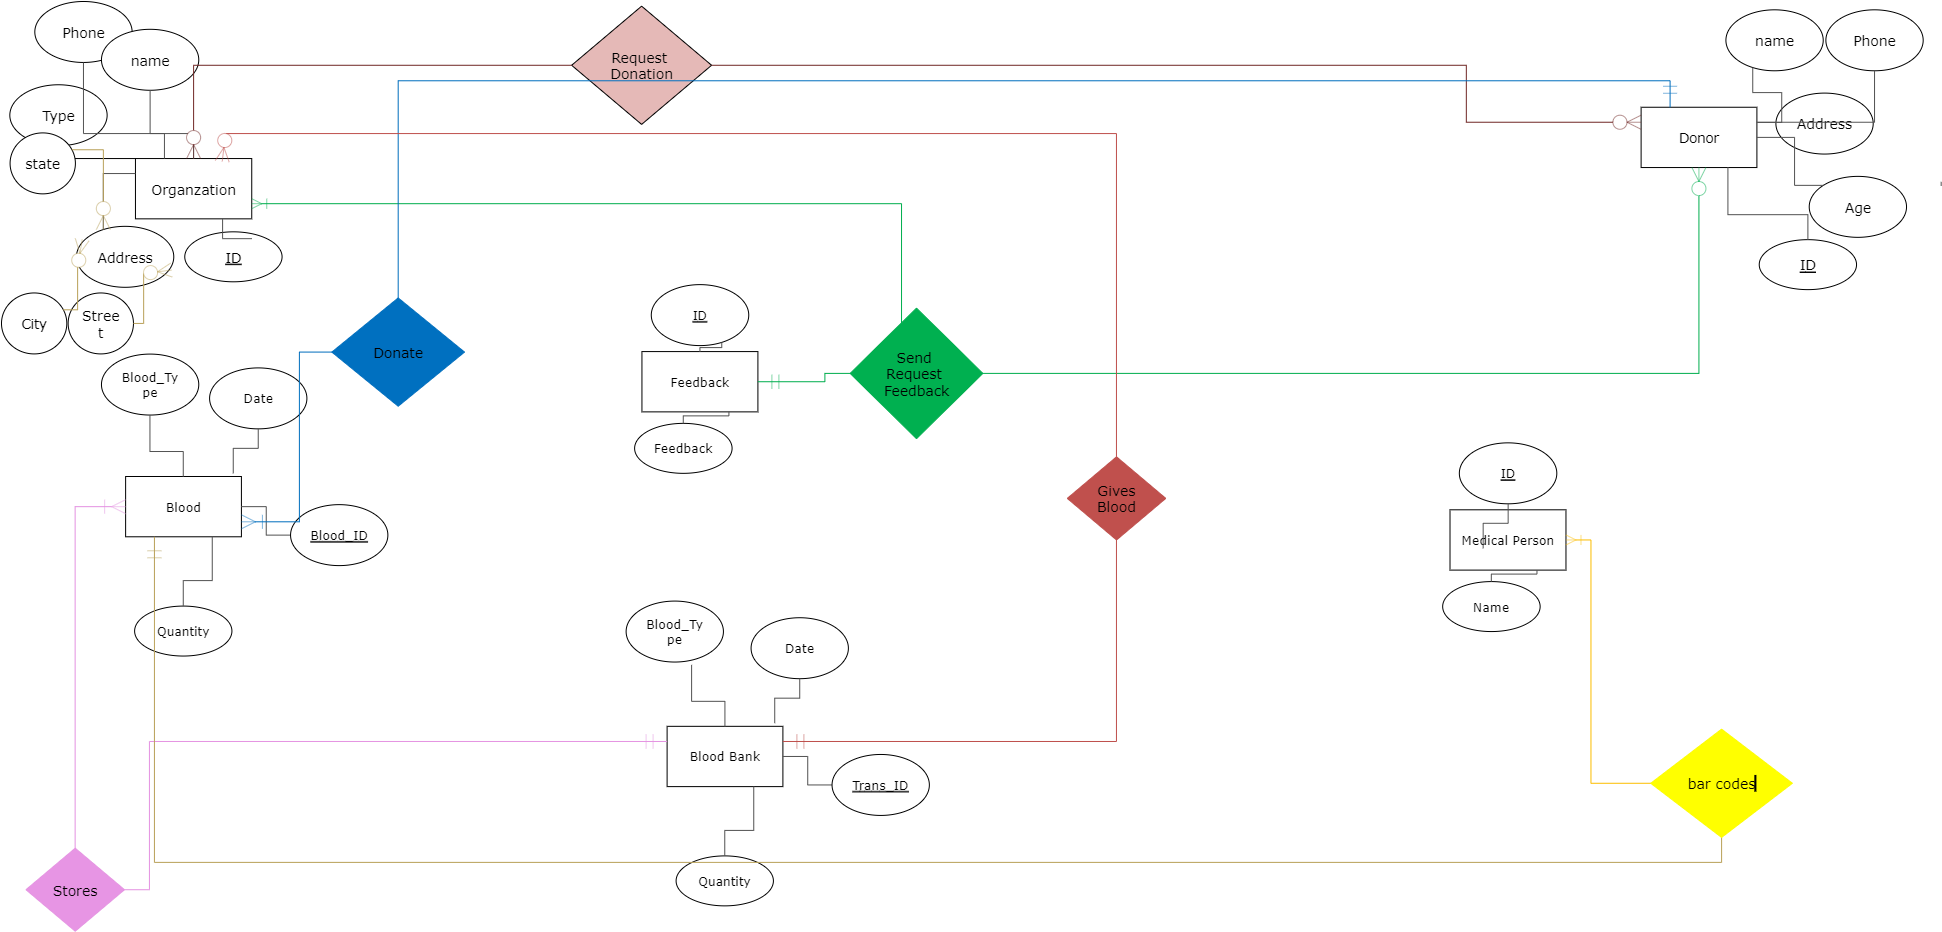 Phone
name
Request
Donation
name
Phone
Type
Address
Donor
state
Organzation
Age
Address
ID
ID
City
Stree
t
ID
Donate
Send
Request
Feedback
Blood_Ty
pe
Date
Feedback
Feedback
ID
Gives
Blood
Blood
Blood_ID
Medical Person
Name
Quantity
Blood_Ty
pe
Date
Blood Bank
Trans_ID
bar codes
Quantity
Stores